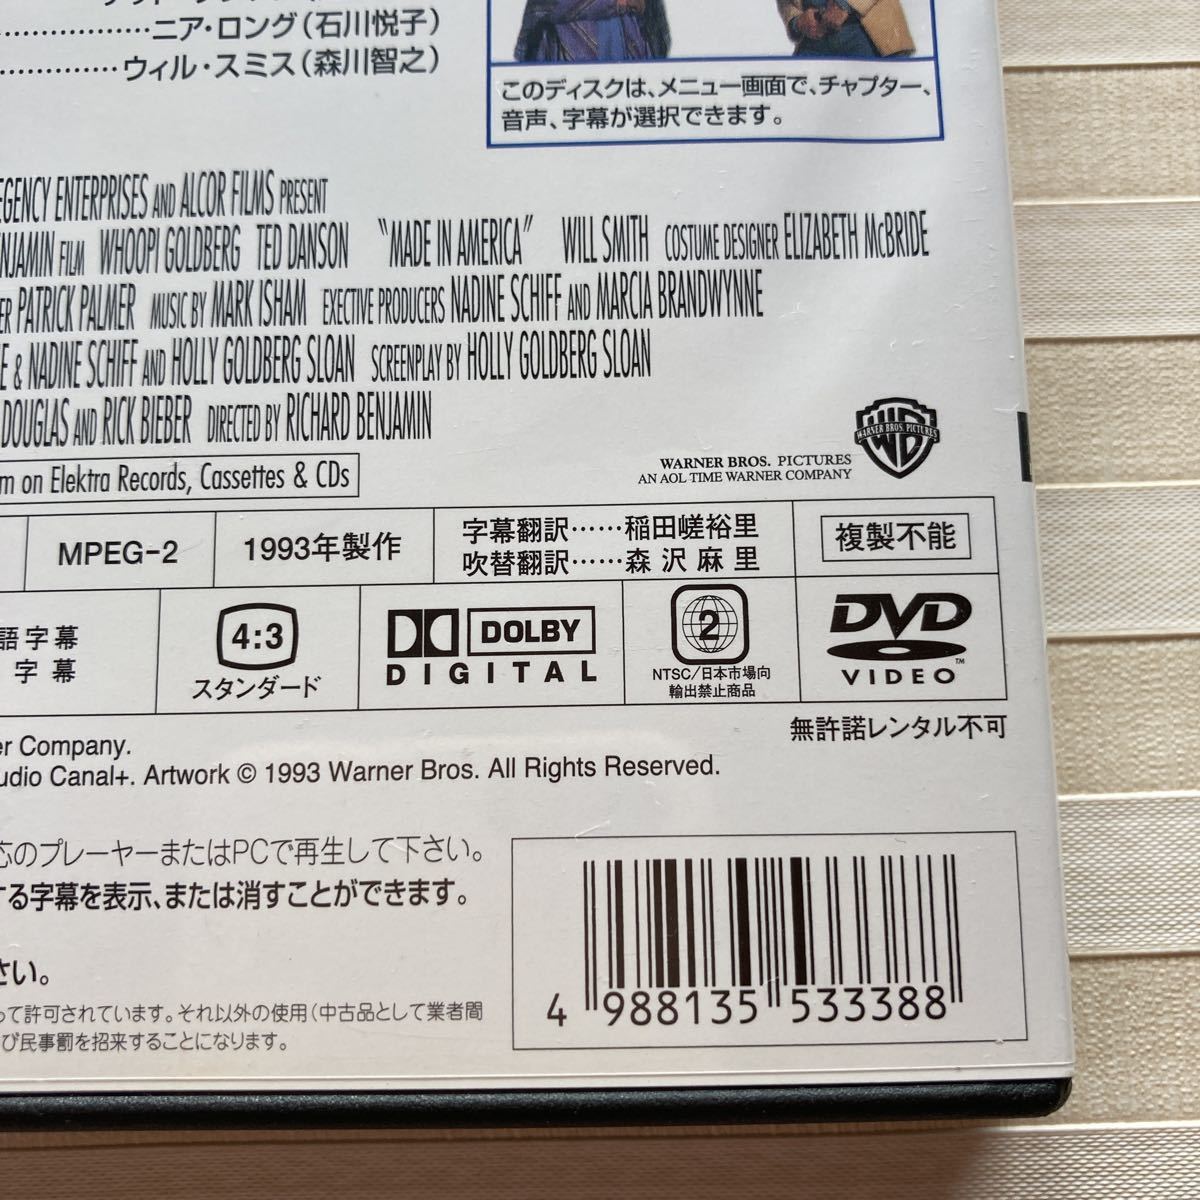 ニア・ロング(石川悦子)
ウィル・スミス(森川智之)
このディスクは、メニュー画面で、チャプター、
音声、字幕が選択できます。
EGENCY ENTERPRISES AND ALCOR FILMS PRESENT
NJAMIN FILM WHOOPI GOLDBERG TED DANSON "MADE IN AMERICA" WILL SMITH COSTUME DESIGNER ELIZABETH McBRIDE
ER PATRICK PALMER MUSIC BY MARK ISHAM EXECTIVE PRODUCERS NADINE SCHIFF AND MARCIA BRANDWYNNE
E & NADINE SCHIFF AND HOLLY GOLDBERG SLOAN SCREENPLAY BY HOLLY GOLDBERG SLOAN
DOUGLAS AND RICK BIEBER DIRECTED BY RICHARD BENJAMIN
m on Elektra Records, Cassettes & CDs
WARNER BROS. PICTURES
WARNER BROS. PICTURES
AN AOL TIME WARNER COMPANY
MPEG-2
1993年製作
字幕翻訳……稲田嵯裕里
吹替翻訳……森沢麻里
複製不能
語字幕
字幕
4:3
スタンダード
DOLBY
DIGITAL
2
NTSC/日本市場向
輸出禁止商品
DVD
VIDEO
TM
無許諾レンタル不可
er Company.
udio Canal+. Artwork © 1993 Warner Bros. All Rights Reserved.
応のプレーヤーまたはPCで再生して下さい。
する字幕を表示、または消すことができます。
さい。
って許可されています。それ以外の使用(中古品として業者間
び民事罰を招来することになります。
4 988135 533388